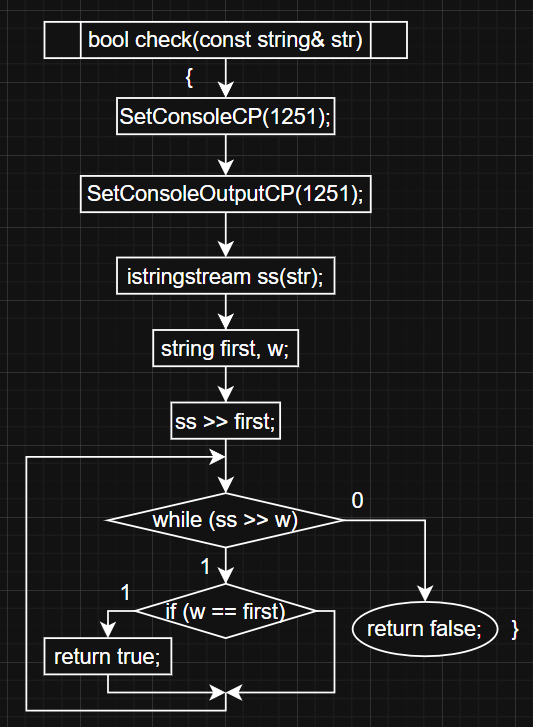 bool check(const string& str)
{
SetConsoleCP(1251);
SetConsoleOutputCP(1251);
istringstream ss(str);
string first, w;
ss >> first;
while (ss >> w)
0
1
1
if (w == first)
return false;
}
return true;